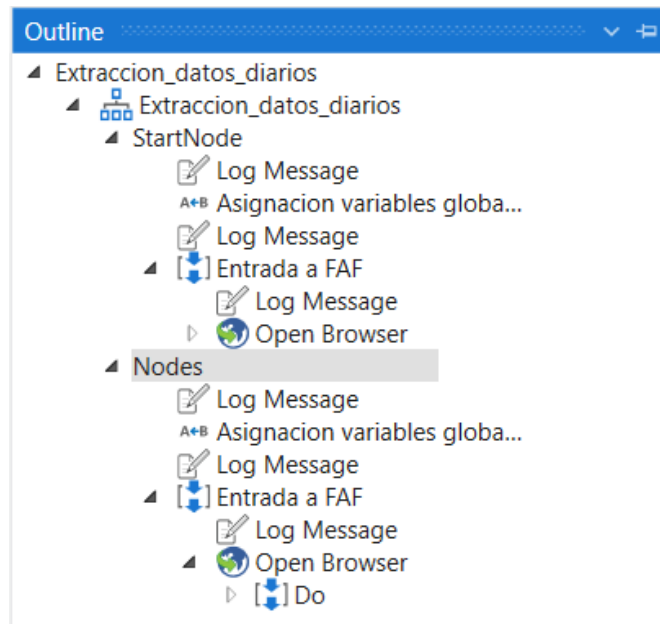 Outline
Extraccion_datos_diarios
Extraccion_datos_diarios
StartNode
Log Message
A B Asignacion variables globa...
Log Message
Entrada a FAF
Log Message
Open Browser
Nodes
Log Message
A B Asignacion variables globa...
Log Message
Entrada a FAF
Log Message
Open Browser
Do